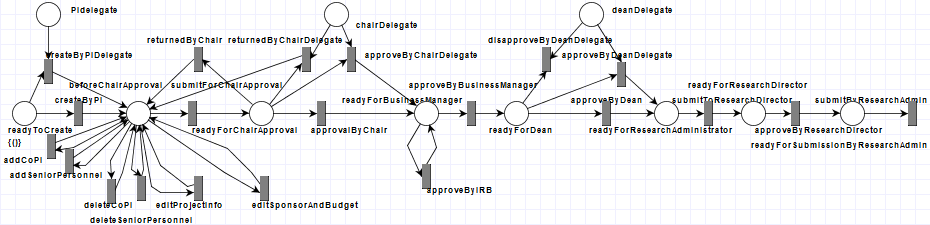 PIdelegate
deanDelegate
chairDelegate
returnedByChair
returnedByChairDelegate
disapproveByDeanDelegate
reateByPIDelegate
approveByChairDelegate
approveByDeanDelegate
beforeChairApproval
submitForChairApproval
approveByBusinessManager
readyForResearchDirector
createByPI
readyForBusinessManager
approveByDean
submitToResearchDirector
submitByResearchAdmin
readyToCreate
readyForChairApproval
approvalByChair
readyForDean
readyForResearchAdministrator
approveByResearchDirector
{()}
readyForSubmissionByResearchAdmin
addCoPI
addSeniorPersonnel
approveByIRB
deleteCoPI
editProjectInfo
editSponsorAndBudget
deleteSeniorPersonnel